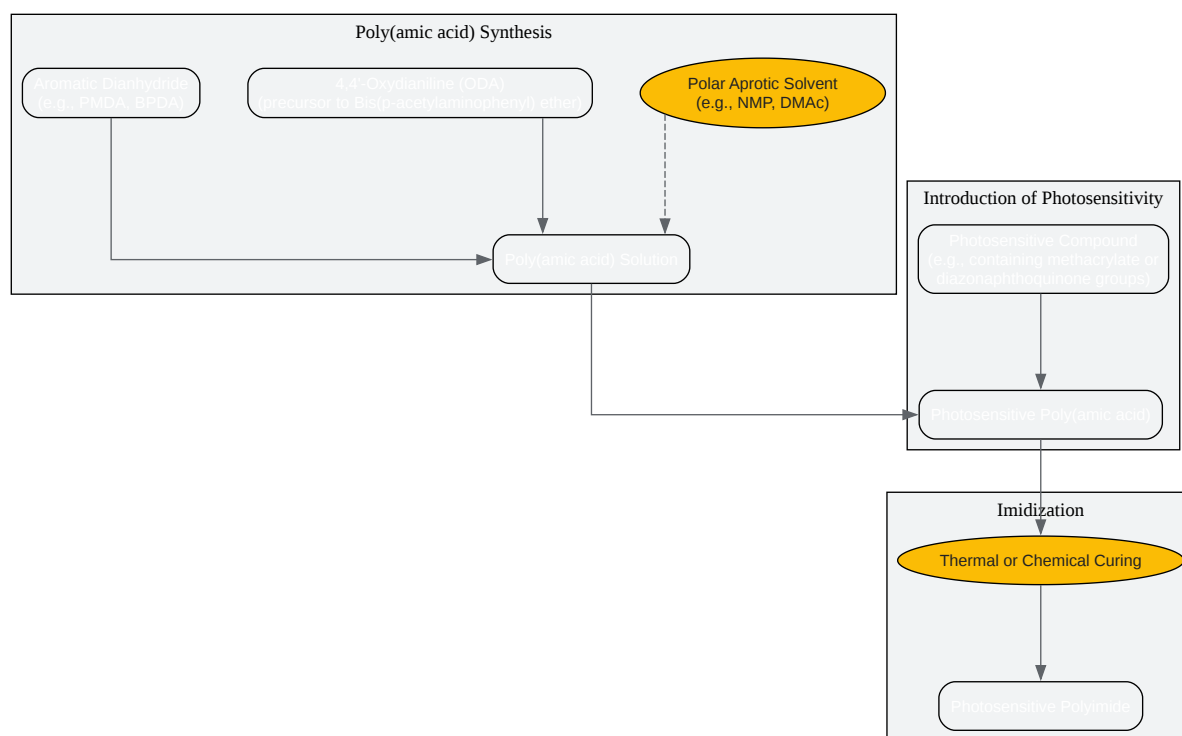 Poly(amic) acid) Synthesis
Aromatic Dianhydride
(e.g., PMDA, BPDA)
4,4'-Oxydianiline (ODA)
(precursor to Bis(p-acetylaminophenyl) ether)
Polar Aprotic Solvent
(e.g., NMP, DMAc)
Poly(amic acid) Solution
Introduction of Photosensitivity
Photosensitive Compound
(e.g., containing methacrylate or
diazonaphthoquinone groups)
Photosensitive Poly(amic acid)
Imidization
Thermal or Chemical Curing
Photosensitive Polyimide